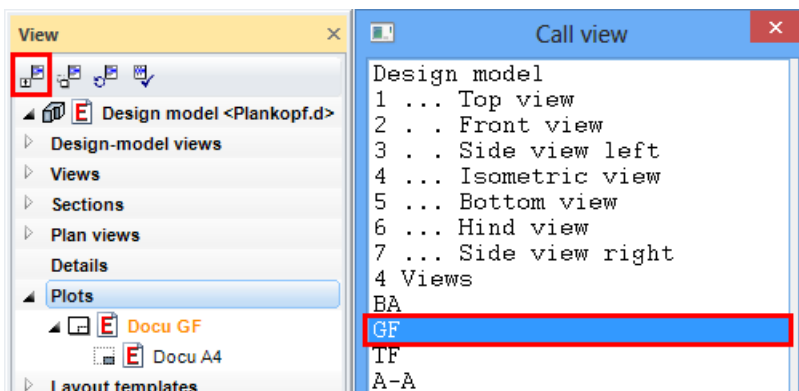 View
Design model <Plankopf.d>
Design-model views
Views
Sections
Plan views
Details
Plots
E Docu GF
E Docu A4
Layout templates
Call view
Design model
1 ... Top view
2 . . Front view
3 . . Side view left
4 ... Isometric view
5 ... Bottom view
6 ... Hind view
7 ... Side view right
4 Views
BA
GF
TF
A-A